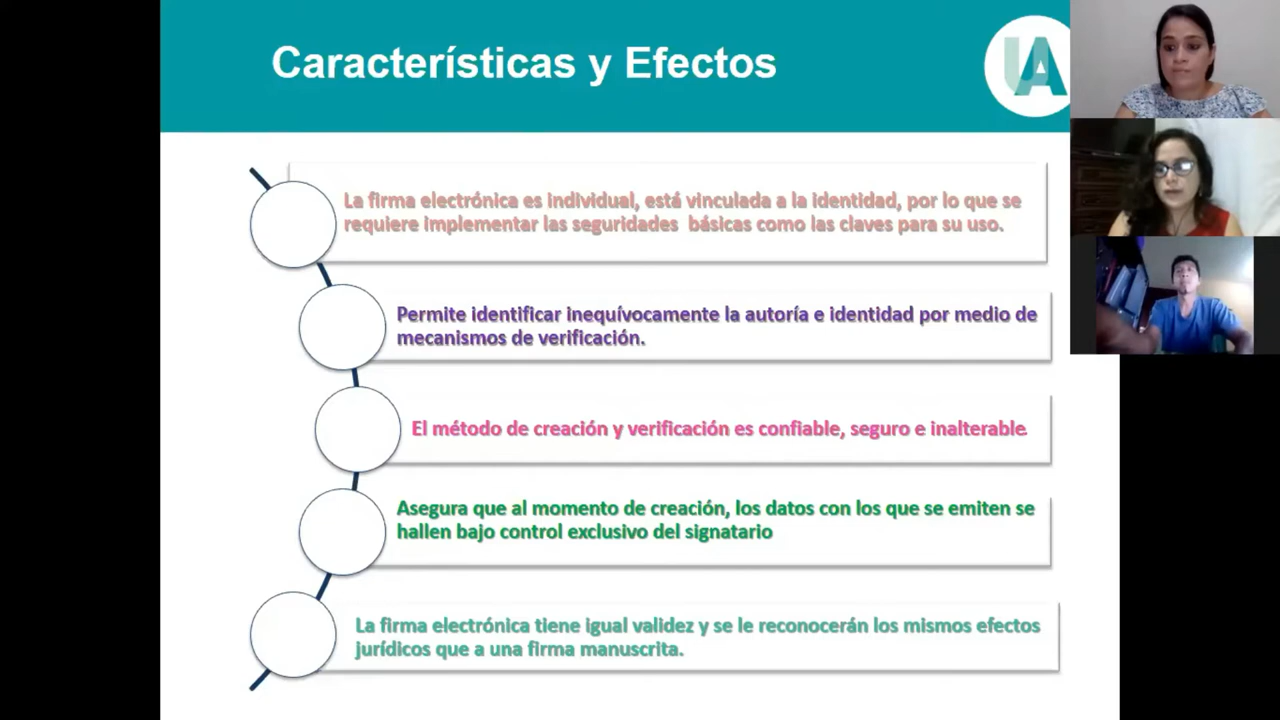 Características y Efectos
UA
La firma electrónica es individual, está vinculada a la identidad, por lo que se
requiere implementar las seguridades básicas como las claves para su uso.
Permite identificar inequívocamente la autoría e identidad por medio de
mecanismos de verificación.
El método de creación y verificación es confiable, seguro e inalterable.
Asegura que al momento de creación, los datos con los que se emiten se
hallen bajo control exclusivo del signatario
La firma electrónica tiene igual validez y se le reconocerán los mismos efectos
jurídicos que a una firma manuscrita.